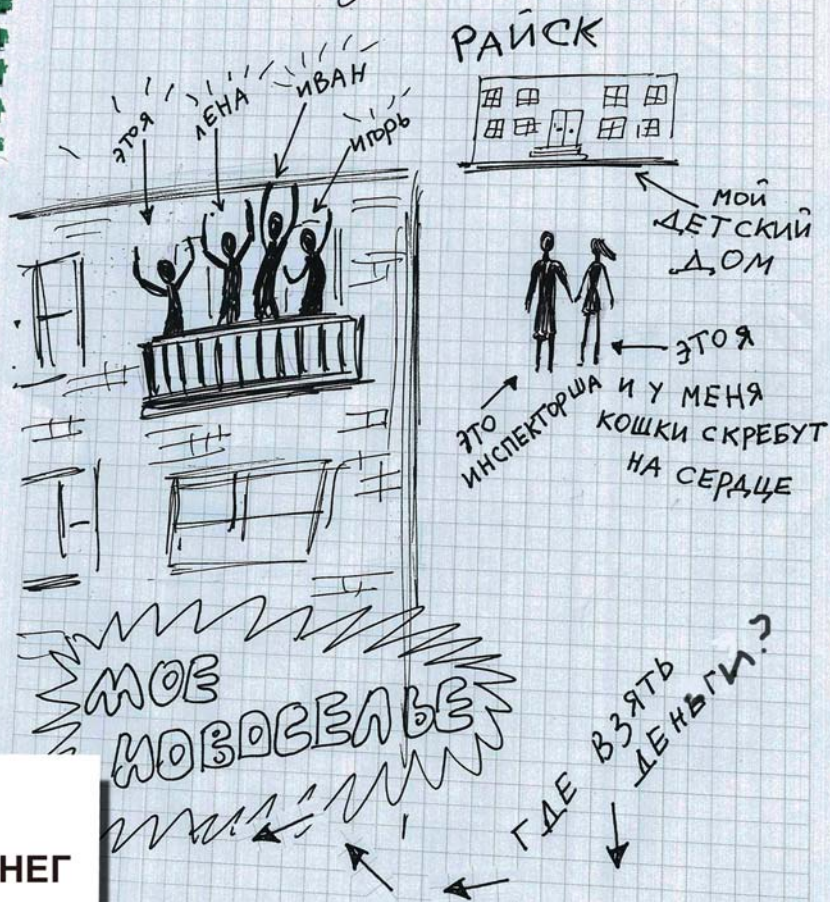 РАЙСК
ЭТО Я
ЛЕНА
ИВАН
ИГОРЬ
МОЙ
ДЕТСКИЙ
ДОМ
ЭТО Я
И У МЕНЯ
КОШКИ СКРЕБУТ
НА СЕРДЦЕ
ЭТО
ИНСПЕКТОРША
МОЕ
НОВОСЕЛЬЕ
ГДЕ ВЗЯТЬ
ДЕНЬГИ?
НЕГ